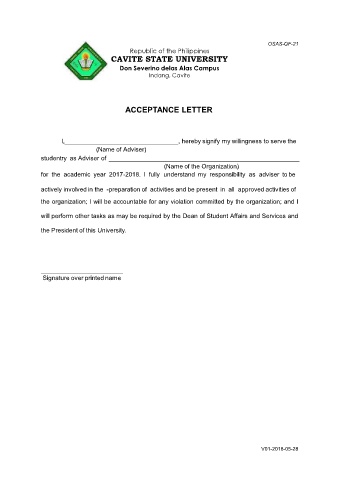 OSAS-QF-21
Republic of the Philippines
CAVITE STATE UNIVERSITY
Don Severino delas Alas Campus
Indang, Cavite
ACCEPTANCE LETTER
I,__________________________________, hereby signify my willingness to serve the
(Name of Adviser)
studentry as Adviser of ________________________________________________________
(Name of the Organization)
for the academic year 2017-2018. I fully understand my responsibility as adviser to be
actively involved in the -preparation of activities and be present in all approved activities of
the organization; I will be accountable for any violation committed by the organization; and I
will perform other tasks as may be required by the Dean of Student Affairs and Services and
the President of this University.
________________________
Signature over printed name
V01-2018-05-28